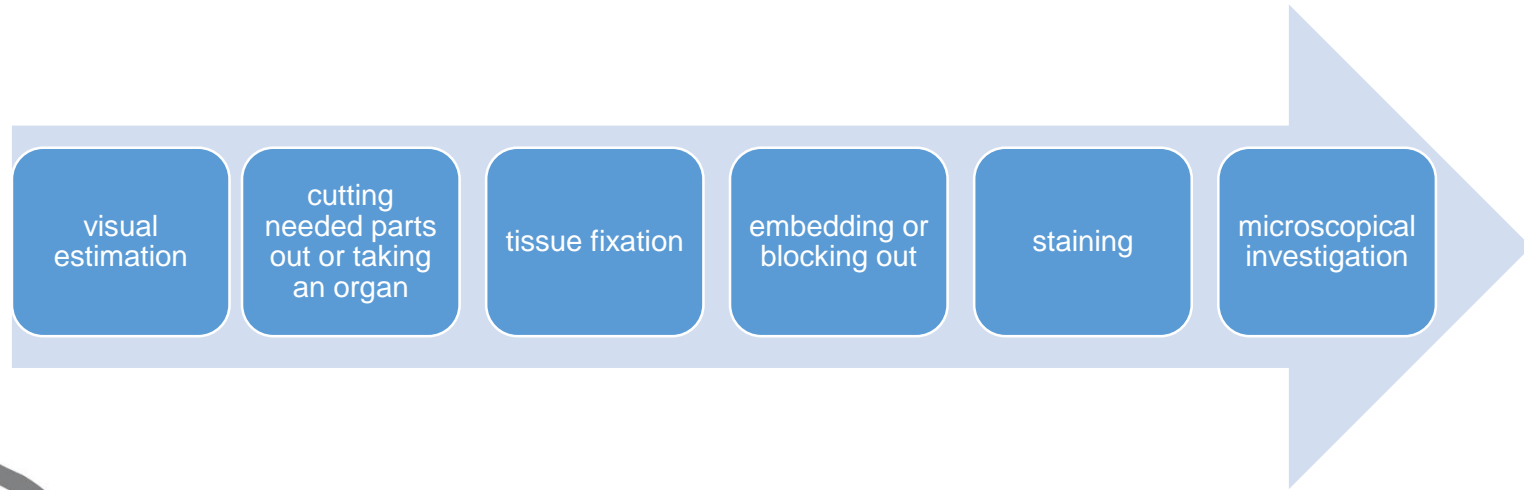 visual
estimation
cutting
needed parts
out or taking
an organ
tissue fixation
embedding or
blocking out
staining
microscopical
investigation